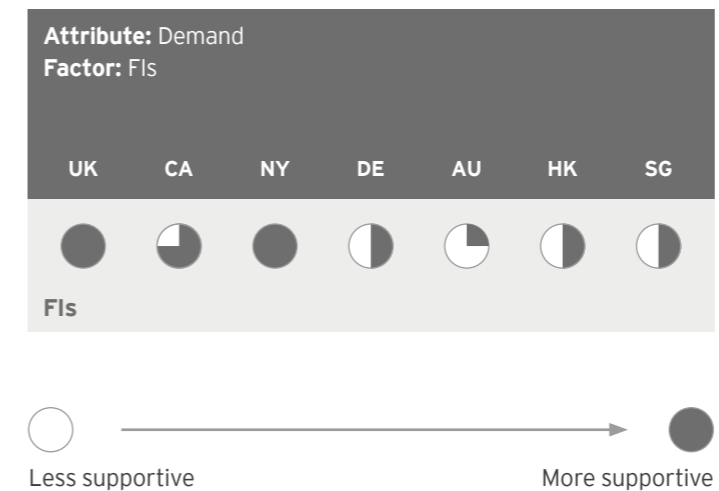 Attribute: Demand
Factor: FIs
UK CA NY DE AU HK SG
FIs
Less supportive More supportive